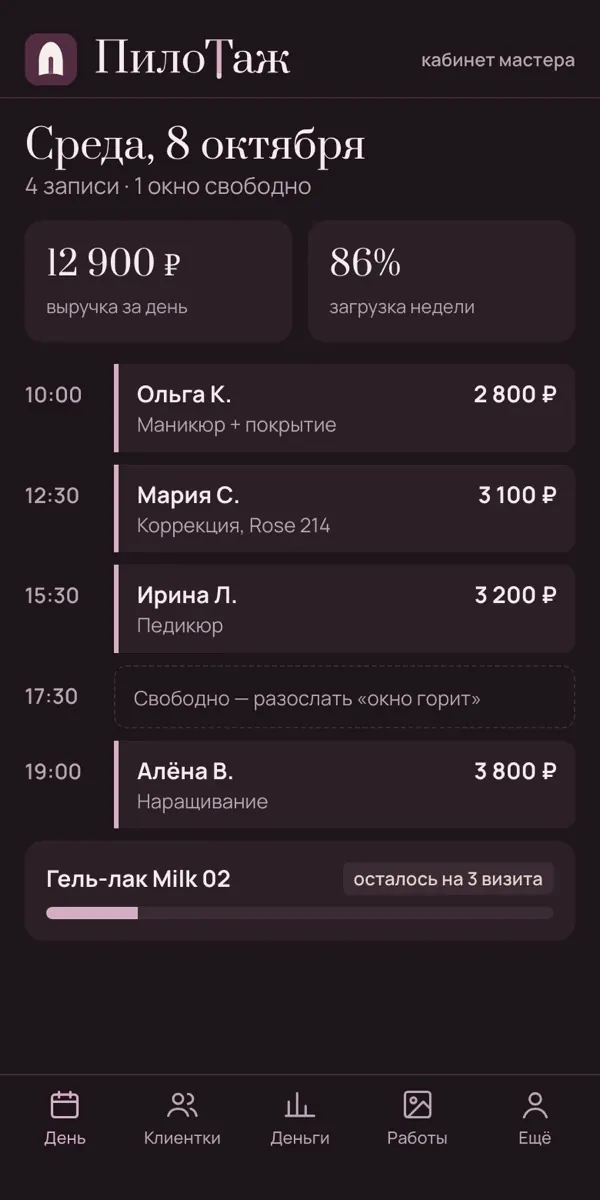 ПилоТаж
кабинет мастера
Среда, 8 октября
4 записи · 1 окно свободно
12 900 ₽
выручка за день
86%
загрузка недели
10:00
Ольга К.
2 800 ₽
Маникюр + покрытие
12:30
Мария С.
3 100 ₽
Коррекция, Rose 214
15:30
Ирина Л.
3 200 ₽
Педикюр
17:30
Свободно — разослать «окно горит»
19:00
Алёна В.
3 800 ₽
Наращивание
Гель-лак Milk 02
осталось на 3 визита
День
Клиентки
Деньги
Работы
Ещё